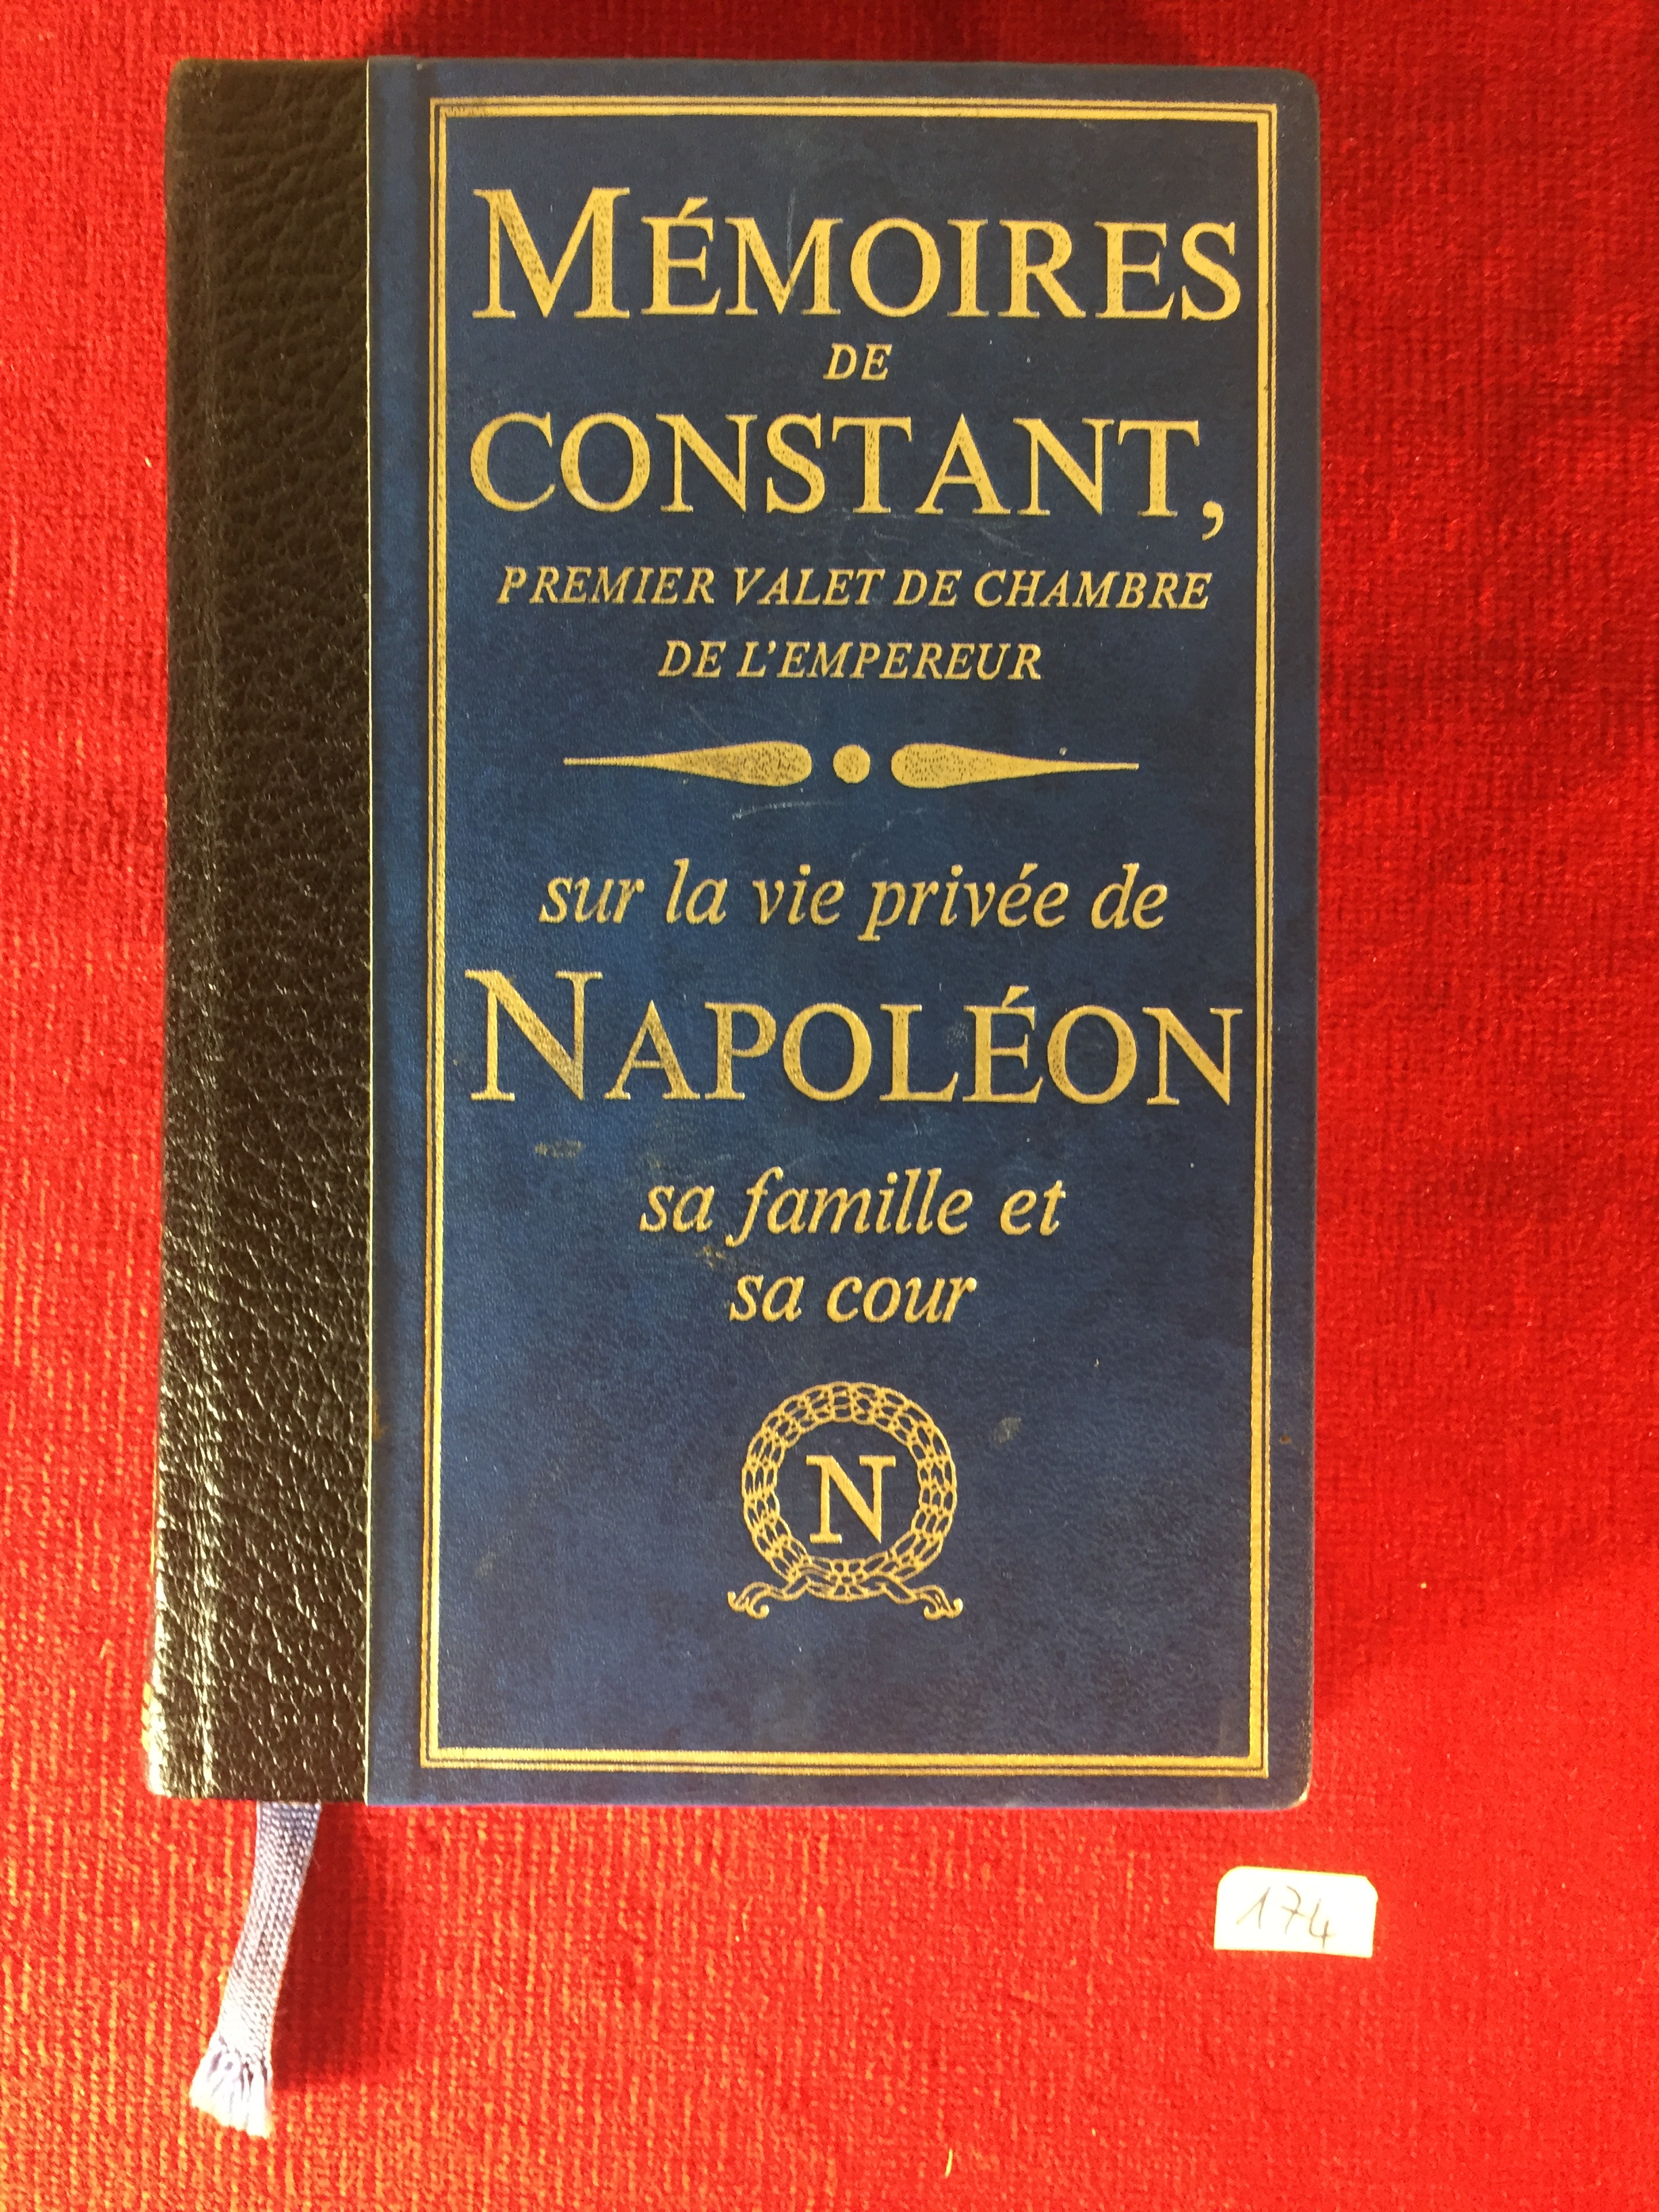 MÉMOIRES
DE
CONSTANT,
PREMIER VALET DE CHAMBRE
DE L'EMPEREUR
sur la vie privée de
NAPOLÉON
sa famille et
sa cour
N
174